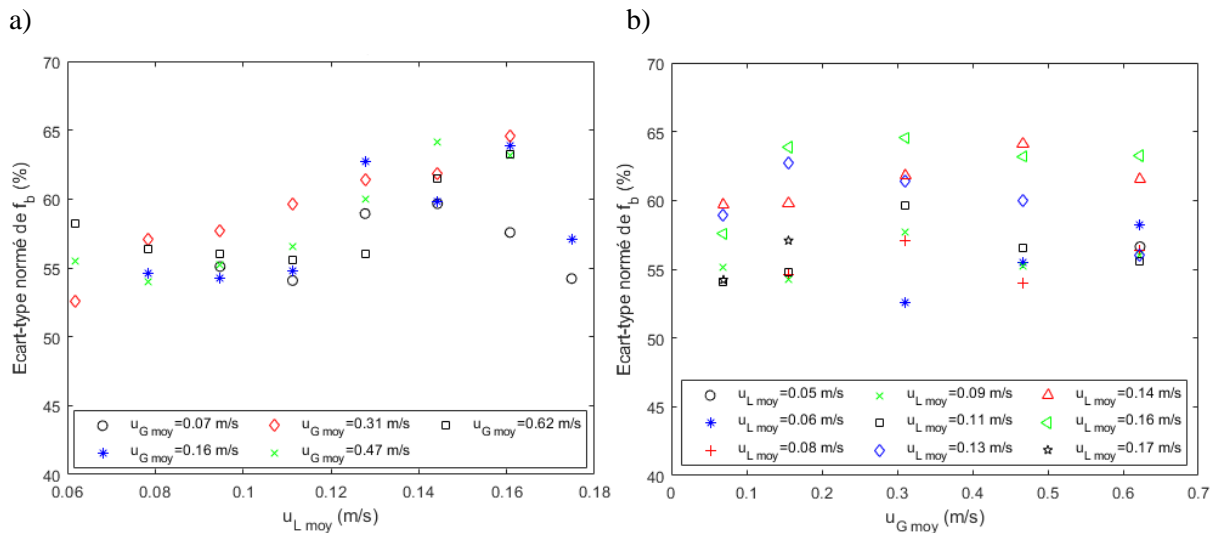 a)
70
65
60
55
50
45
40
Ecart-type normé de f_b (%)
u_G moy=0.07 m/s
u_G moy=0.31 m/s
u_G moy=0.62 m/s
u_G moy=0.16 m/s
u_G moy=0.47 m/s
0.06
0.08
0.1
0.12
0.14
0.16
0.18
u_L moy (m/s)
b)
70
65
60
55
50
45
40
Ecart-type normé de f_b (%)
u_L moy=0.05 m/s
u_L moy=0.09 m/s
u_L moy=0.14 m/s
u_L moy=0.06 m/s
u_L moy=0.11 m/s
u_L moy=0.16 m/s
u_L moy=0.08 m/s
u_L moy=0.13 m/s
u_L moy=0.17 m/s
0
0.1
0.2
0.3
0.4
0.5
0.6
0.7
u_G moy (m/s)